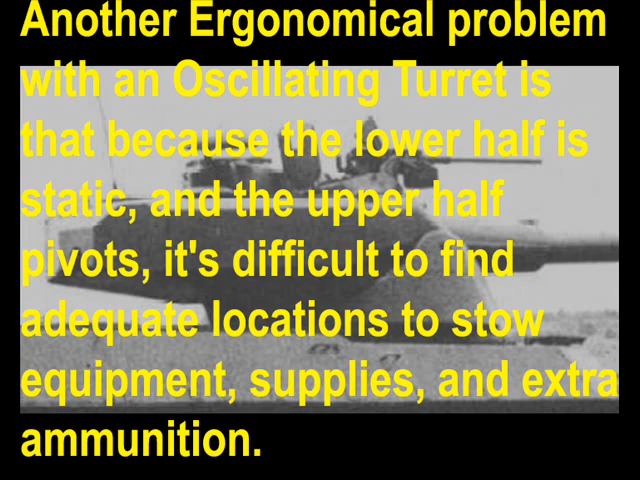 Another Ergonomical problem
with an Oscillating Turret is
that because the lower half is
static, and the upper half
pivots, it's difficult to find
adequate locations to stow
equipment, supplies, and extra
ammunition.